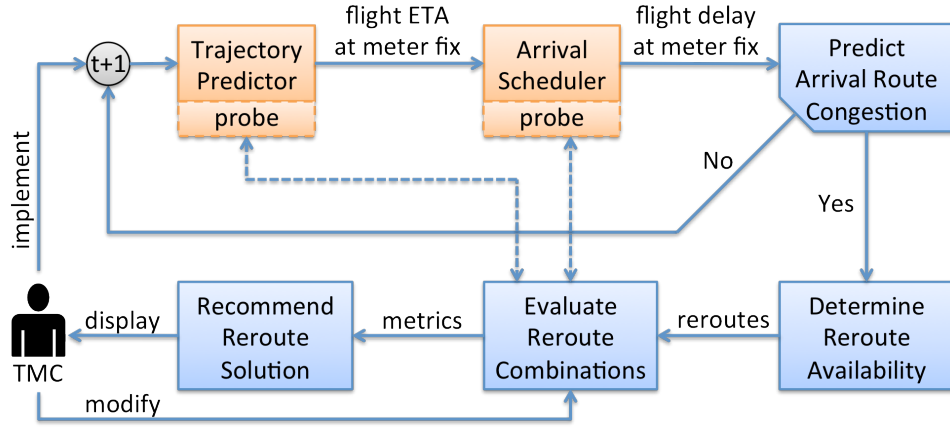 flight ETA
at meter fix
flight delay
at meter fix
t+1
Trajectory
Predictor
probe
Arrival
Scheduler
probe
Predict
Arrival Route
Congestion
No
Yes
implement
TMC
display
Recommend
Reroute
Solution
metrics
Evaluate
Reroute
Combinations
reroutes
Determine
Reroute
Availability
modify